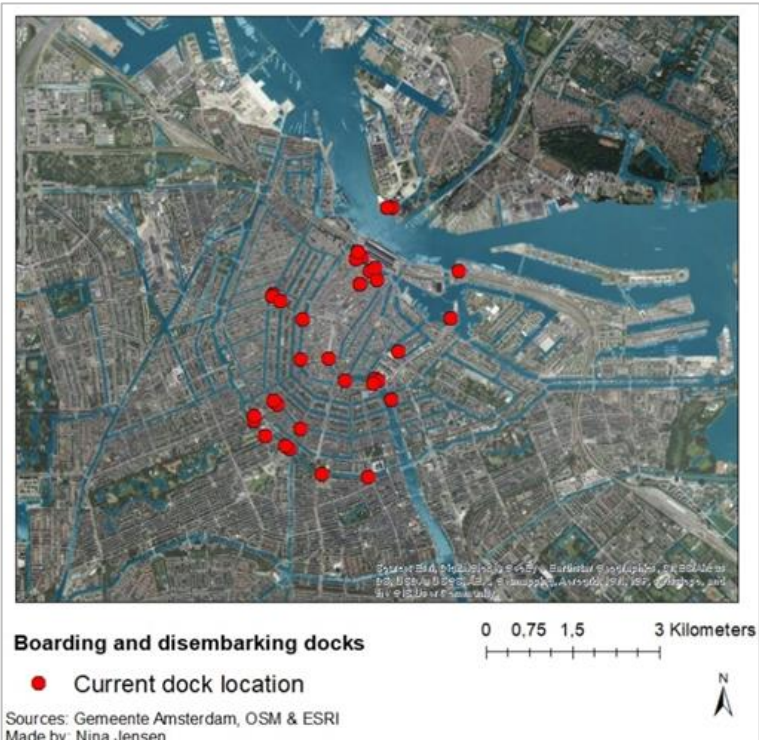 Boarding and disembarking docks
Current dock location
0 0,75 1,5 3 Kilometers
N
Sources: Gemeente Amsterdam, OSM & ESRI
Made by: Nina Jensen